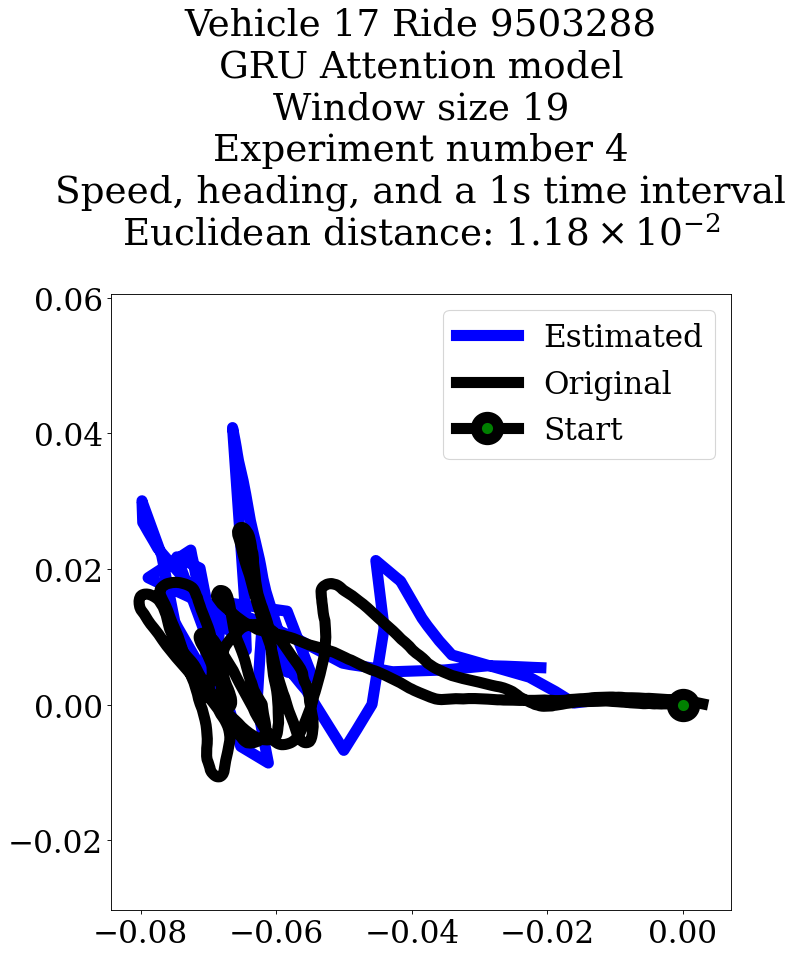 Vehicle 17 Ride 9503288
GRU Attention model
Window size 19
Experiment number 4
Speed, heading, and a 1s time interval
Euclidean distance: 1.18 × 10⁻²
0.06
0.04
0.02
0.00
−0.02
Estimated
Original
Start
−0.08
−0.06
−0.04
−0.02
0.00